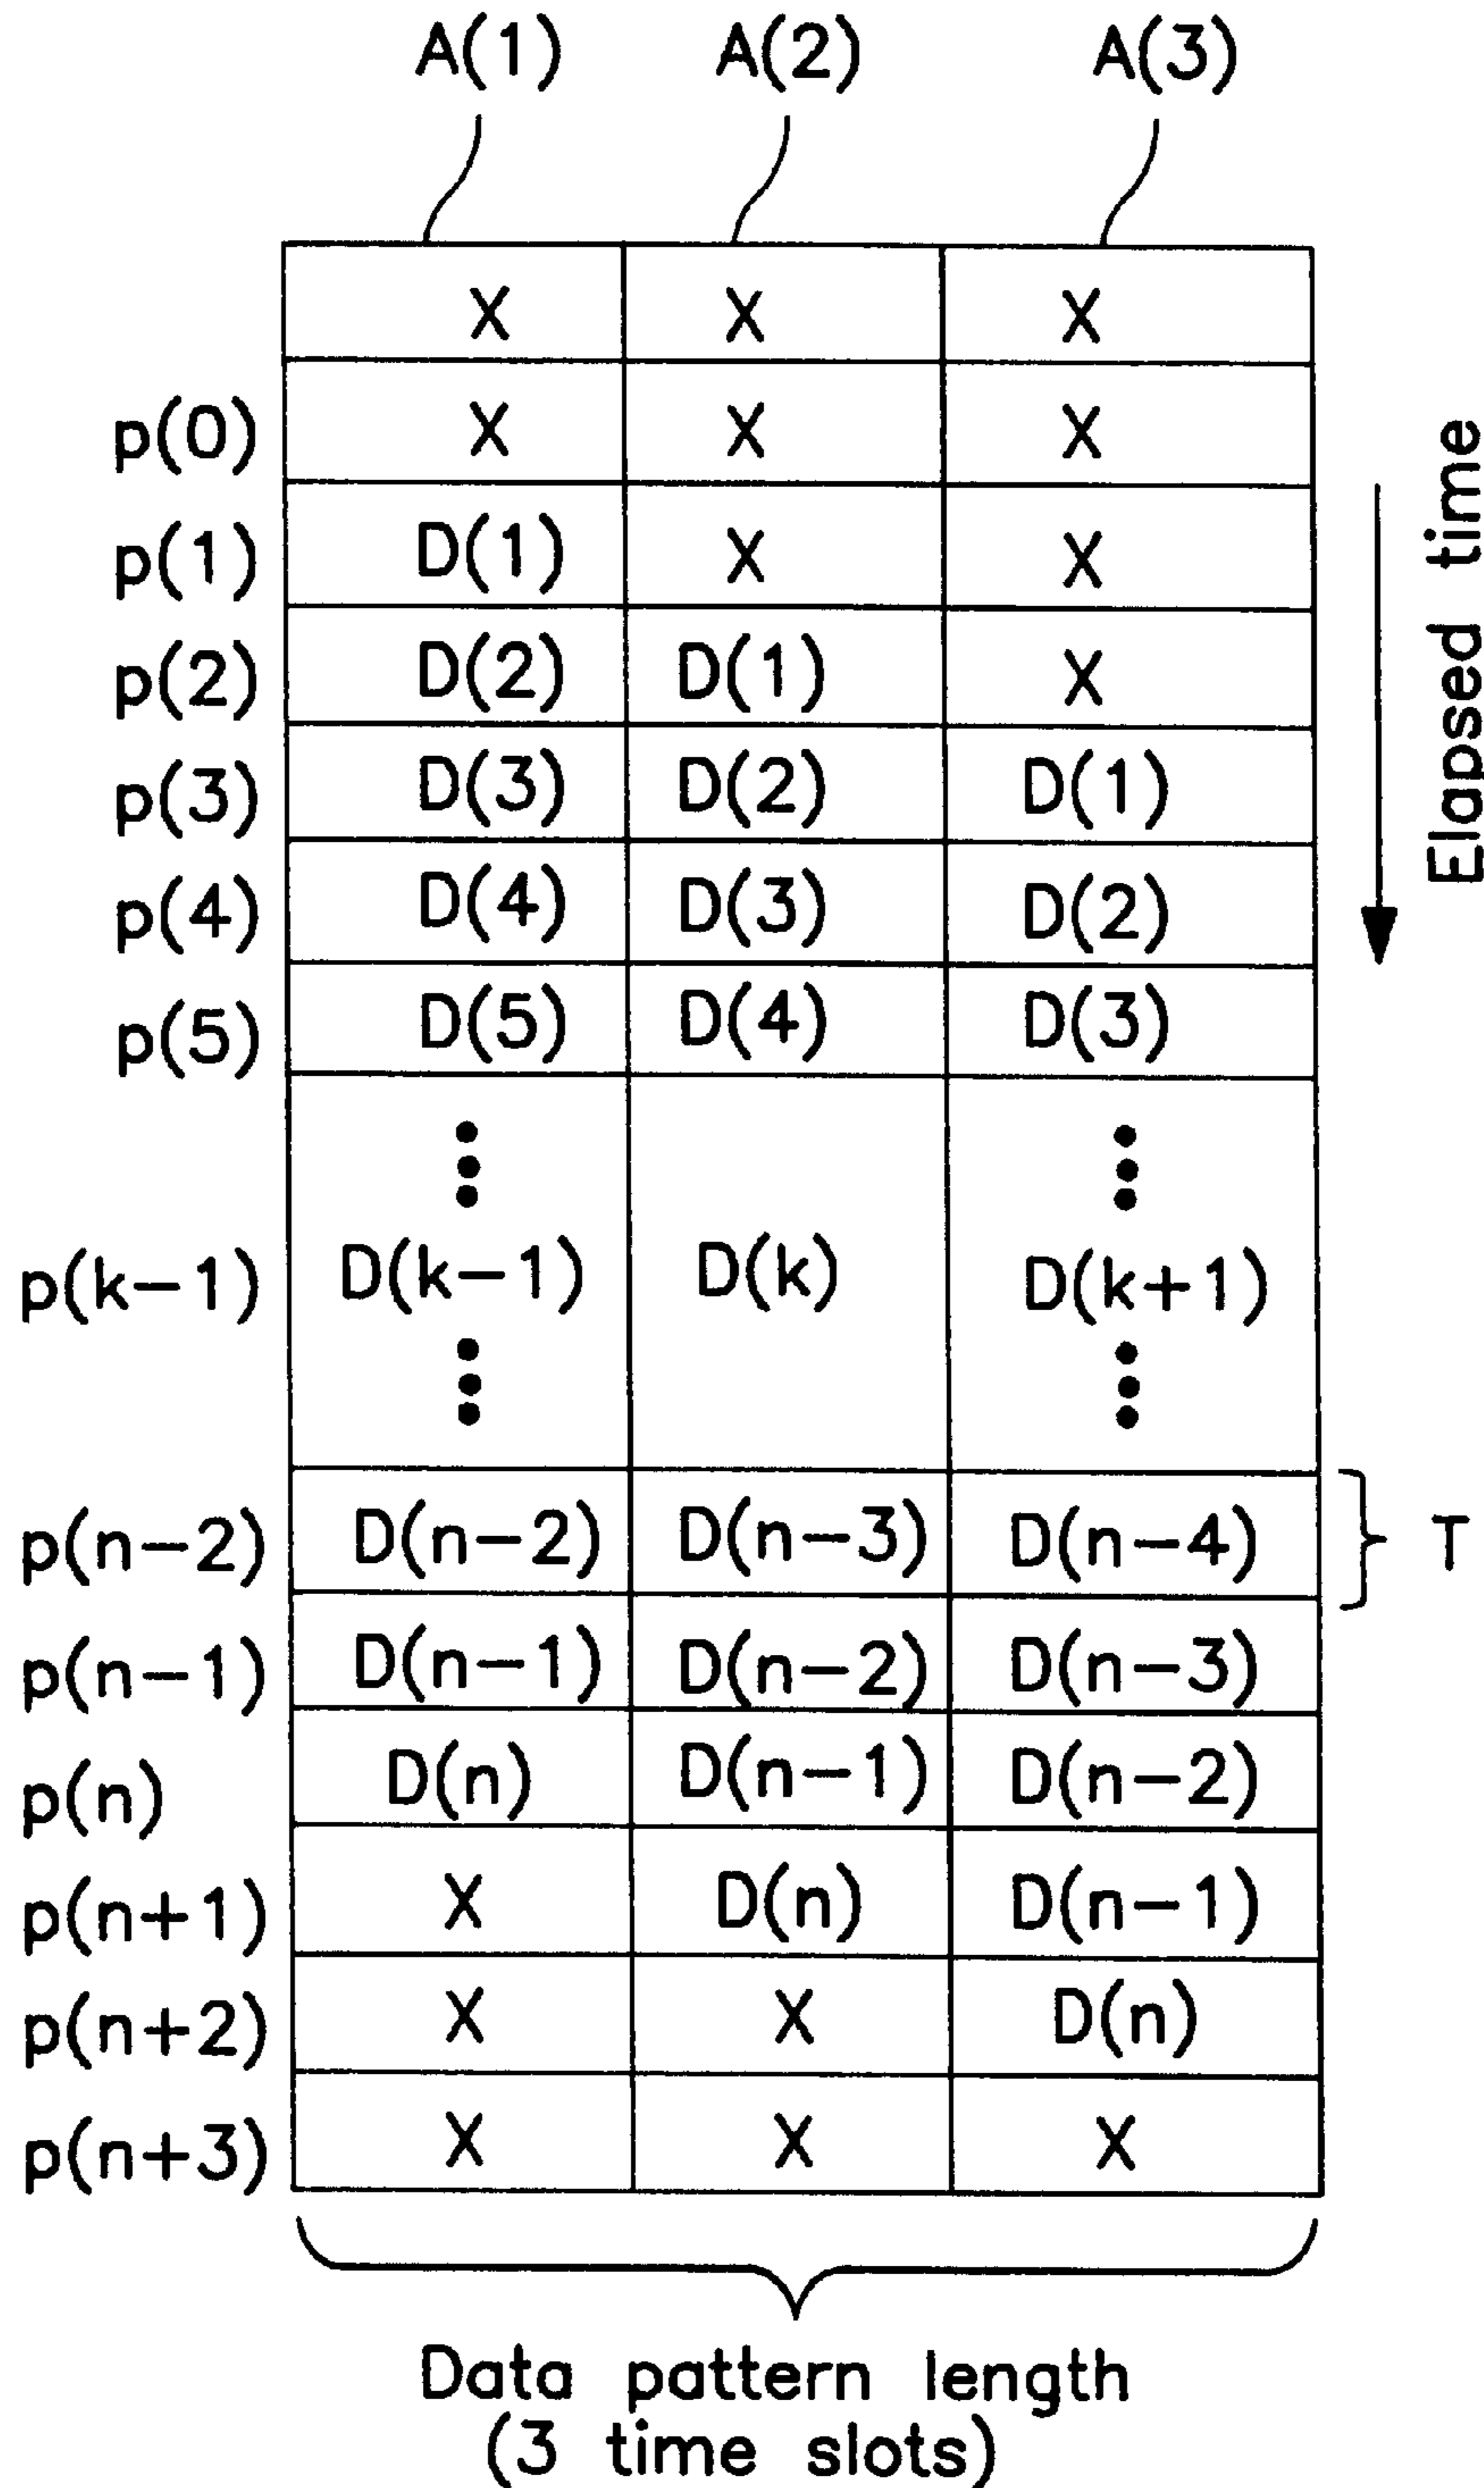 A(1) A(2) A(3)
X X X
p(0) X X X
p(1) D(1) X X
p(2) D(2) D(1) X
p(3) D(3) D(2) D(1)
p(4) D(4) D(3) D(2)
p(5) D(5) D(4) D(3)
Elapsed time
p(k-1) D(k-1) D(k) D(k+1)
p(n-2) D(n-2) D(n-3) D(n-4) T
p(n-1) D(n-1) D(n-2) D(n-3)
p(n) D(n) D(n-1) D(n-2)
p(n+1) X D(n) D(n-1)
p(n+2) X X D(n)
p(n+3) X X X
Data pattern length
(3 time slots)